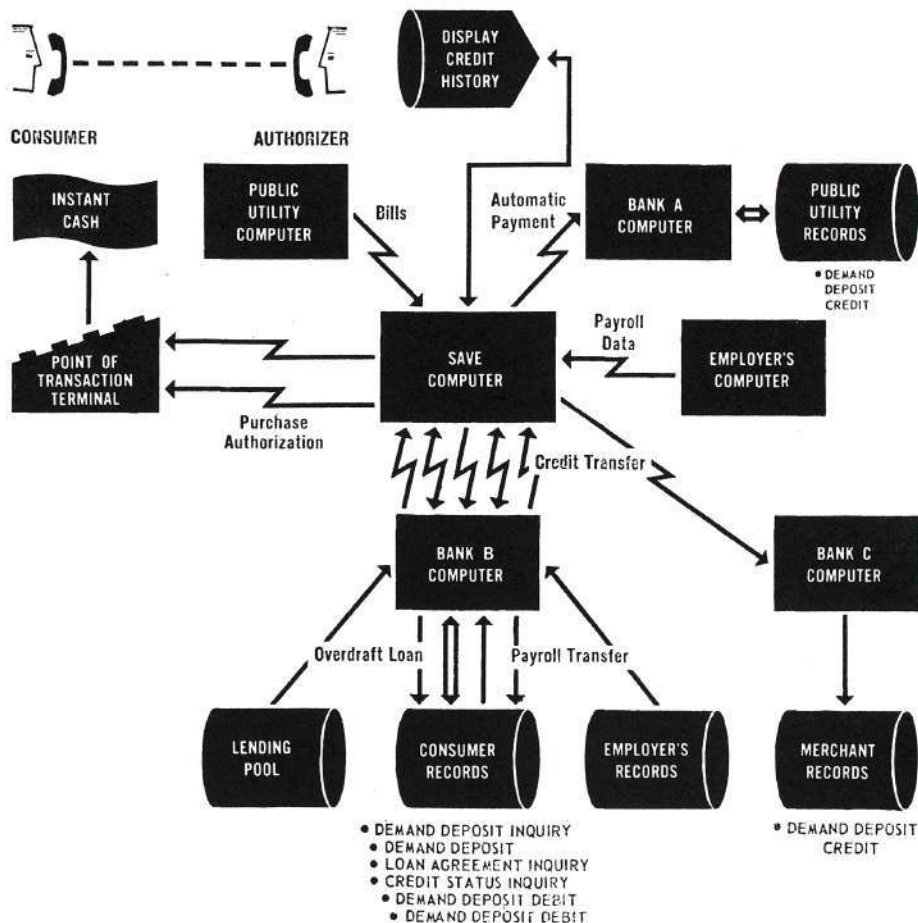 DISPLAY
CREDIT
HISTORY
CONSUMER
AUTHORIZER
INSTANT
CASH
PUBLIC
UTILITY
COMPUTER
Bills
Automatic
Payment
BANK A
COMPUTER
PUBLIC
UTILITY
RECORDS
• DEMAND
DEPOSIT
CREDIT
POINT OF
TRANSACTION
TERMINAL
Purchase
Authorization
SAVE
COMPUTER
Payroll
Data
EMPLOYER'S
COMPUTER
Credit Transfer
BANK B
COMPUTER
BANK C
COMPUTER
Overdraft Loan
Payroll Transfer
LENDING
POOL
CONSUMER
RECORDS
EMPLOYER'S
RECORDS
MERCHANT
RECORDS
• DEMAND DEPOSIT INQUIRY
• DEMAND DEPOSIT
• LOAN AGREEMENT INQUIRY
• CREDIT STATUS INQUIRY
• DEMAND DEPOSIT DEBIT
• DEMAND DEPOSIT DEBIT
• DEMAND DEPOSIT
CREDIT